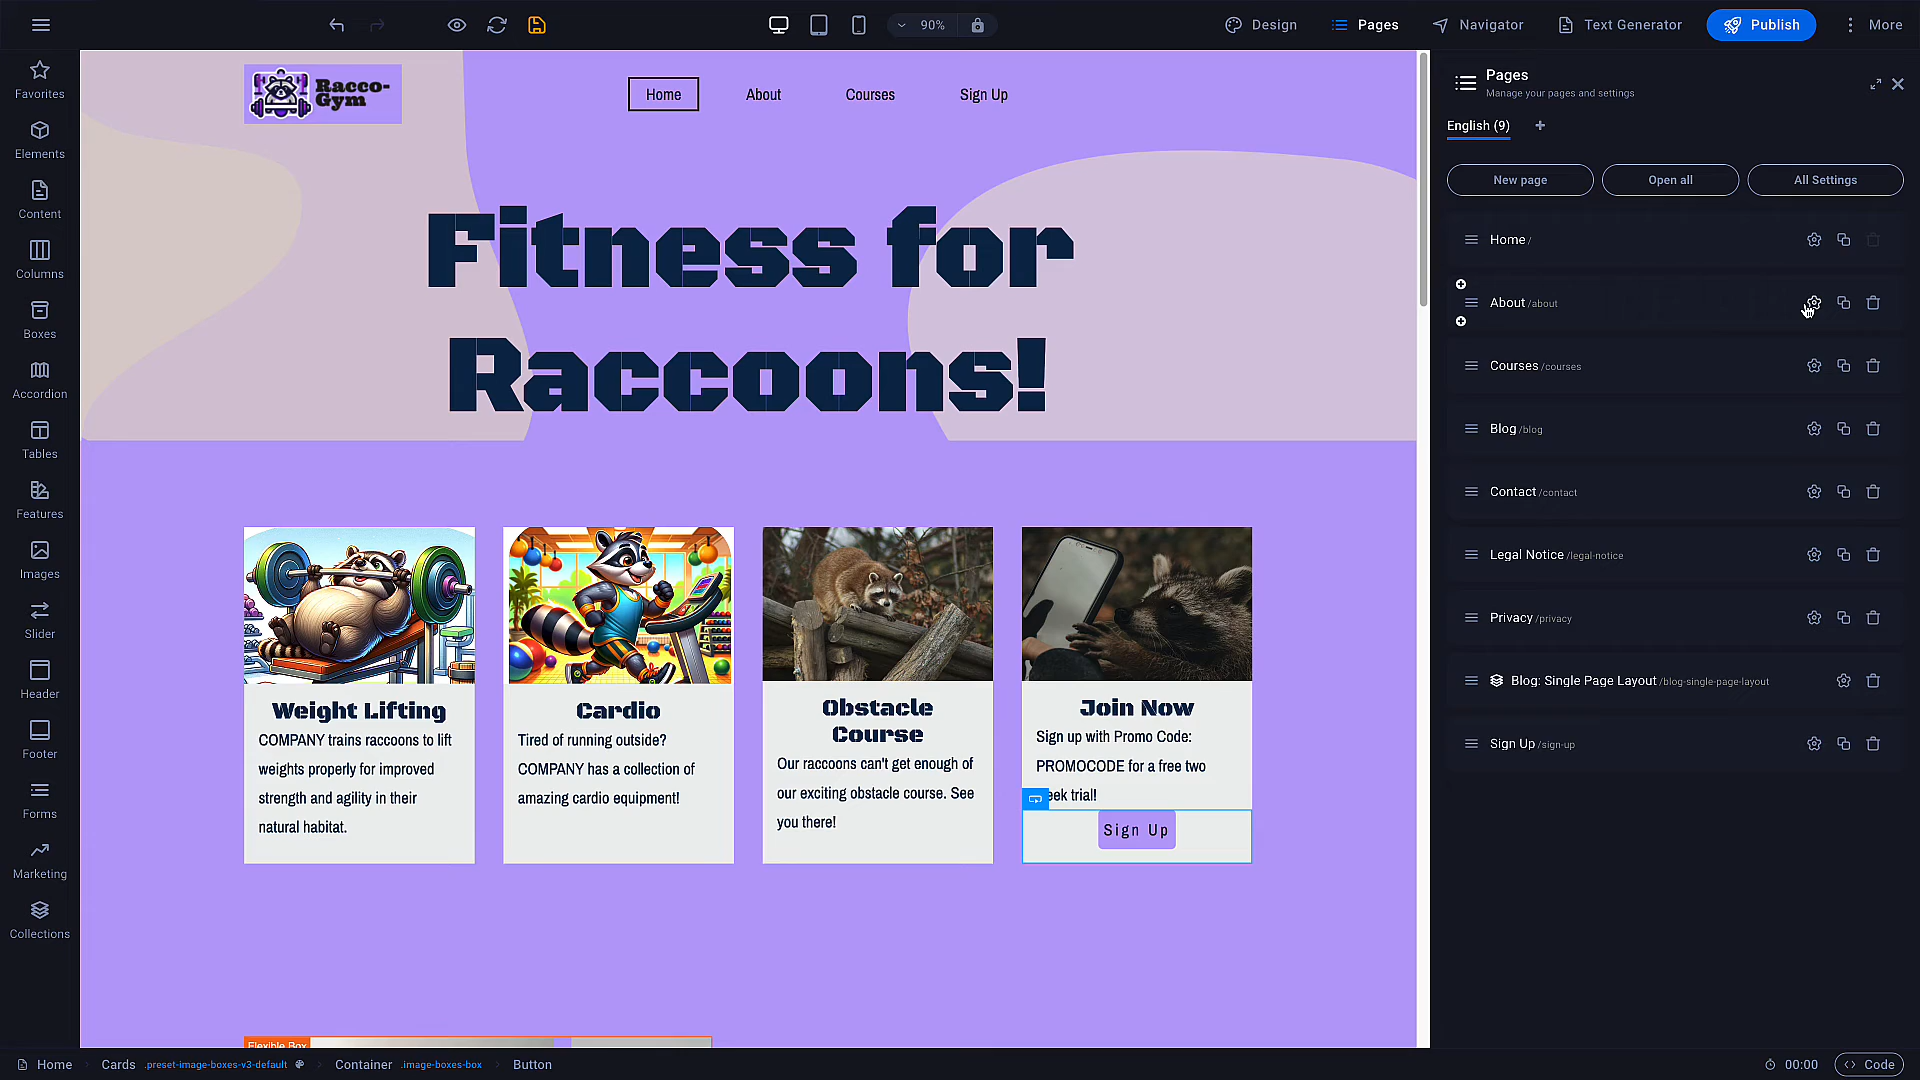 90%
Design
Pages
Navigator
Text Generator
Publish
More
Favorites
Elements
Content
Columns
Boxes
Accordion
Tables
Features
Images
Slider
Header
Footer
Forms
Marketing
Collections
Racco-
Gym
Home
About
Courses
Sign Up
Fitness for
Raccoons!
Weight Lifting
COMPANY trains raccoons to lift
weights properly for improved
strength and agility in their
natural habitat.
Cardio
Tired of running outside?
COMPANY has a collection of
amazing cardio equipment!
Obstacle
Course
Our raccoons can't get enough of
our exciting obstacle course. See
you there!
Join Now
Sign up with Promo Code:
PROMOCODE for a free two
eek trial!
Sign Up
Flexible Box
Pages
Manage your pages and settings
English (9)
New page
Open all
All Settings
Home /
About /about
Courses /courses
Blog /blog
Contact /contact
Legal Notice /legal-notice
Privacy /privacy
Blog: Single Page Layout /blog-single-page-layout
Sign Up /sign-up
Home
Cards .preset-image-boxes-v3-default
Container .image-boxes-box
Button
00:00
Code